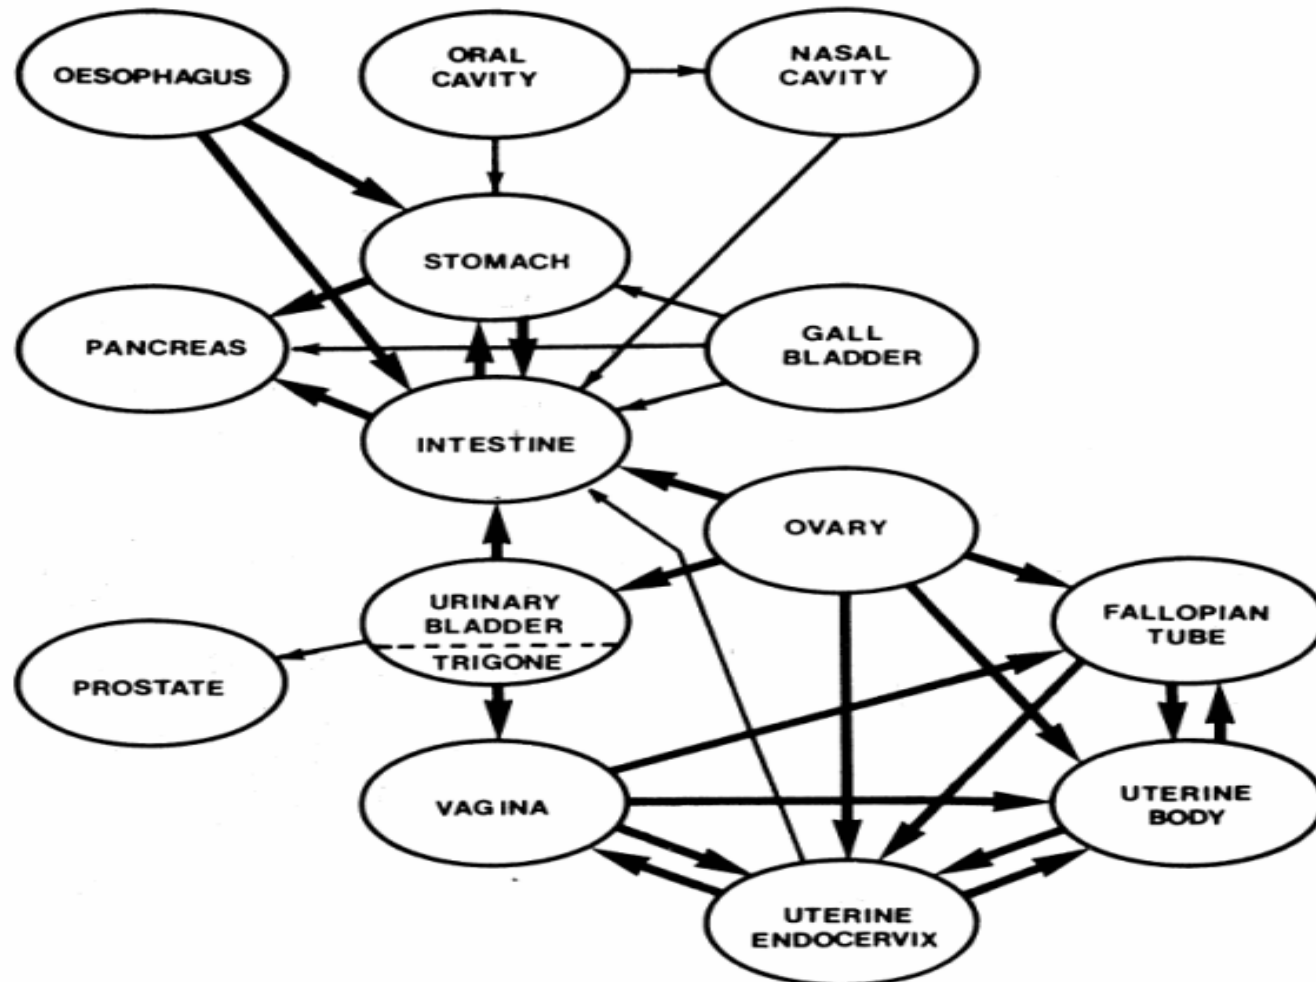 OESOPHAGUS
ORAL
CAVITY
NASAL
CAVITY
STOMACH
PANCREAS
GALL
BLADDER
INTESTINE
OVARY
URINARY
BLADDER
TRIGONE
FALLOPIAN
TUBE
PROSTATE
VAGINA
UTERINE
BODY
UTERINE
ENDOCERVIX